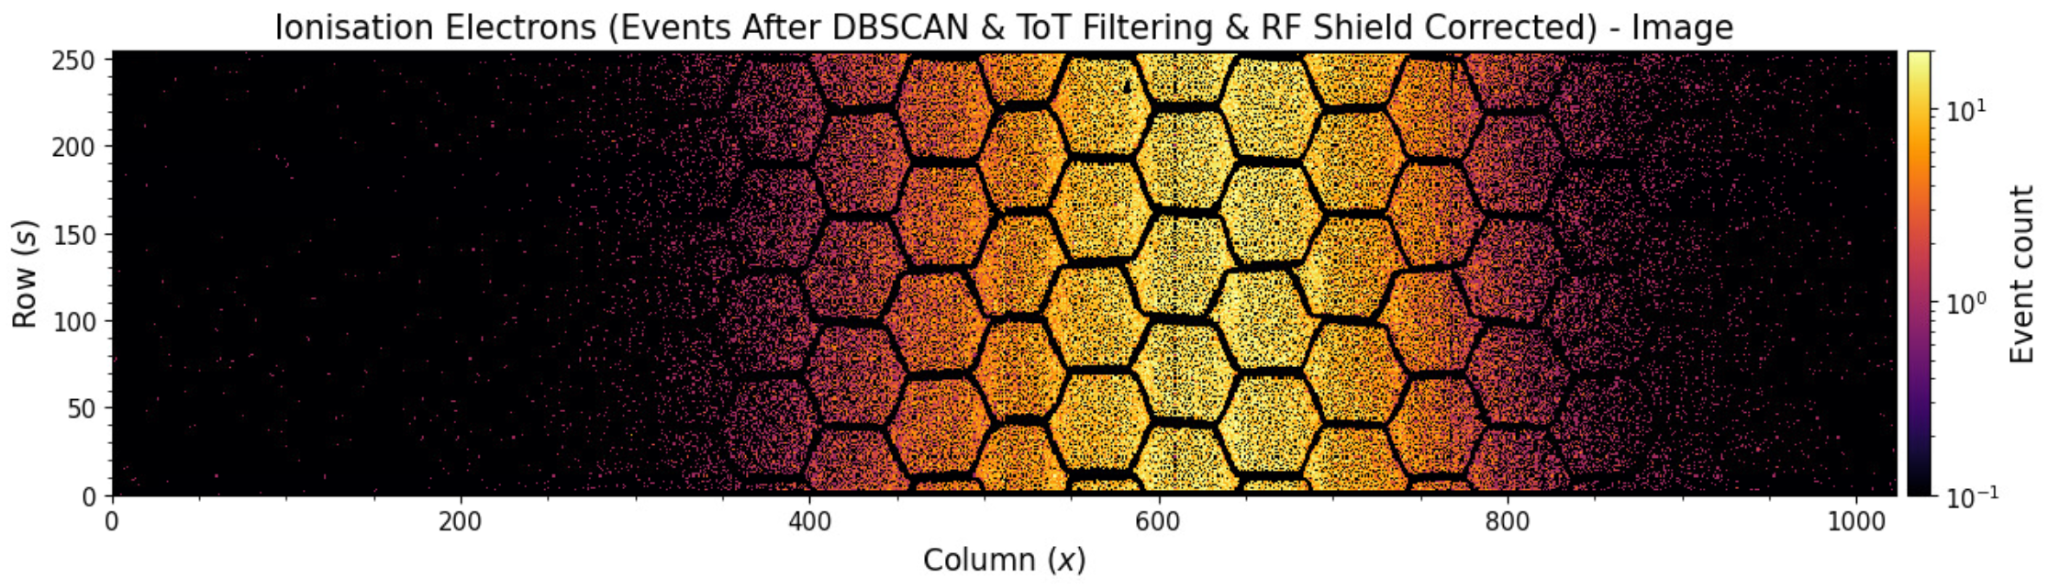 Ionisation Electrons (Events After DBSCAN & ToT Filtering & RF Shield Corrected) - Image
250
200
150
100
50
0
Row (s)
0 200 400 600 800 1000
Column (x)
10¹
10⁰
10⁻¹
Event count